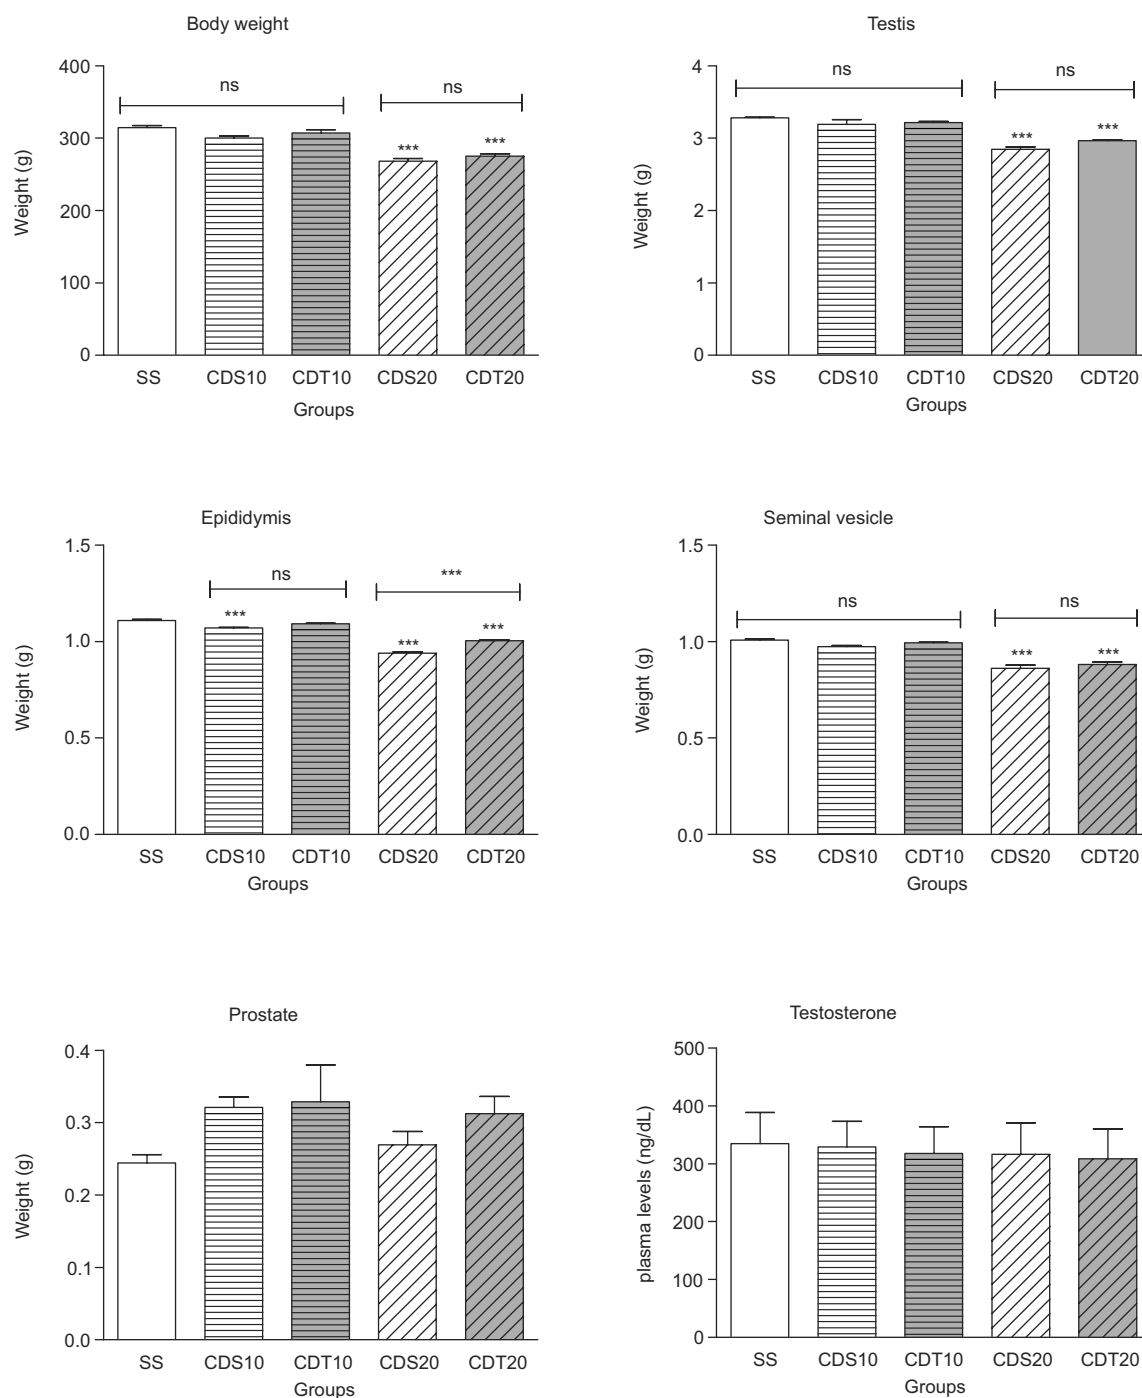 Body weight
400
300
200
100
0
Weight (g)
ns
ns
*** ***
SS CDS10 CDT10 CDS20 CDT20
Groups
Testis
4
3
2
1
0
Weight (g)
ns
ns
*** ***
SS CDS10 CDT10 CDS20 CDT20
Groups
Epididymis
1.5
1.0
0.5
0.0
Weight (g)
ns
***
*** *** ***
SS CDS10 CDT10 CDS20 CDT20
Groups
Seminal vesicle
1.5
1.0
0.5
0.0
Weight (g)
ns
ns
*** ***
SS CDS10 CDT10 CDS20 CDT20
Groups
Prostate
0.4
0.3
0.2
0.1
0.0
Weight (g)
SS CDS10 CDT10 CDS20 CDT20
Groups
Testosterone
500
400
300
200
100
0
plasma levels (ng/dL)
SS CDS10 CDT10 CDS20 CDT20
Groups